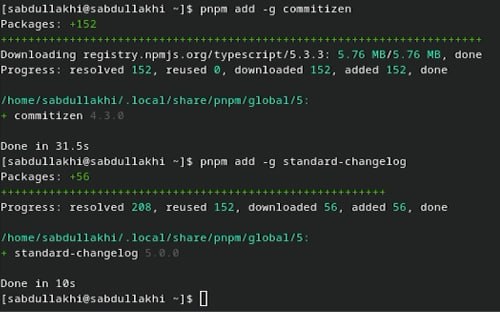 [sabdullakhi@sabdullakhi ~]$ pnpm add -g commitizen
Packages: +152
++++++++++++++++++++++++++++++++++++++++++++++++++++++++++++++++++++++++++
Downloading registry.npmjs.org/typescript/5.3.3: 5.76 MB/5.76 MB, done
Progress: resolved 152, reused 0, downloaded 152, added 152, done
/home/sabdullakhi/.local/share/pnpm/global/5:
+ commitizen 4.3.0
Done in 31.5s
[sabdullakhi@sabdullakhi ~]$ pnpm add -g standard-changelog
Packages: +56
++++++++++++++++++++++++++++++++++++++++++++++++++++++++
Progress: resolved 208, reused 152, downloaded 56, added 56, done
/home/sabdullakhi/.local/share/pnpm/global/5:
+ standard-changelog 5.0.0
Done in 10s
[sabdullakhi@sabdullakhi ~]$